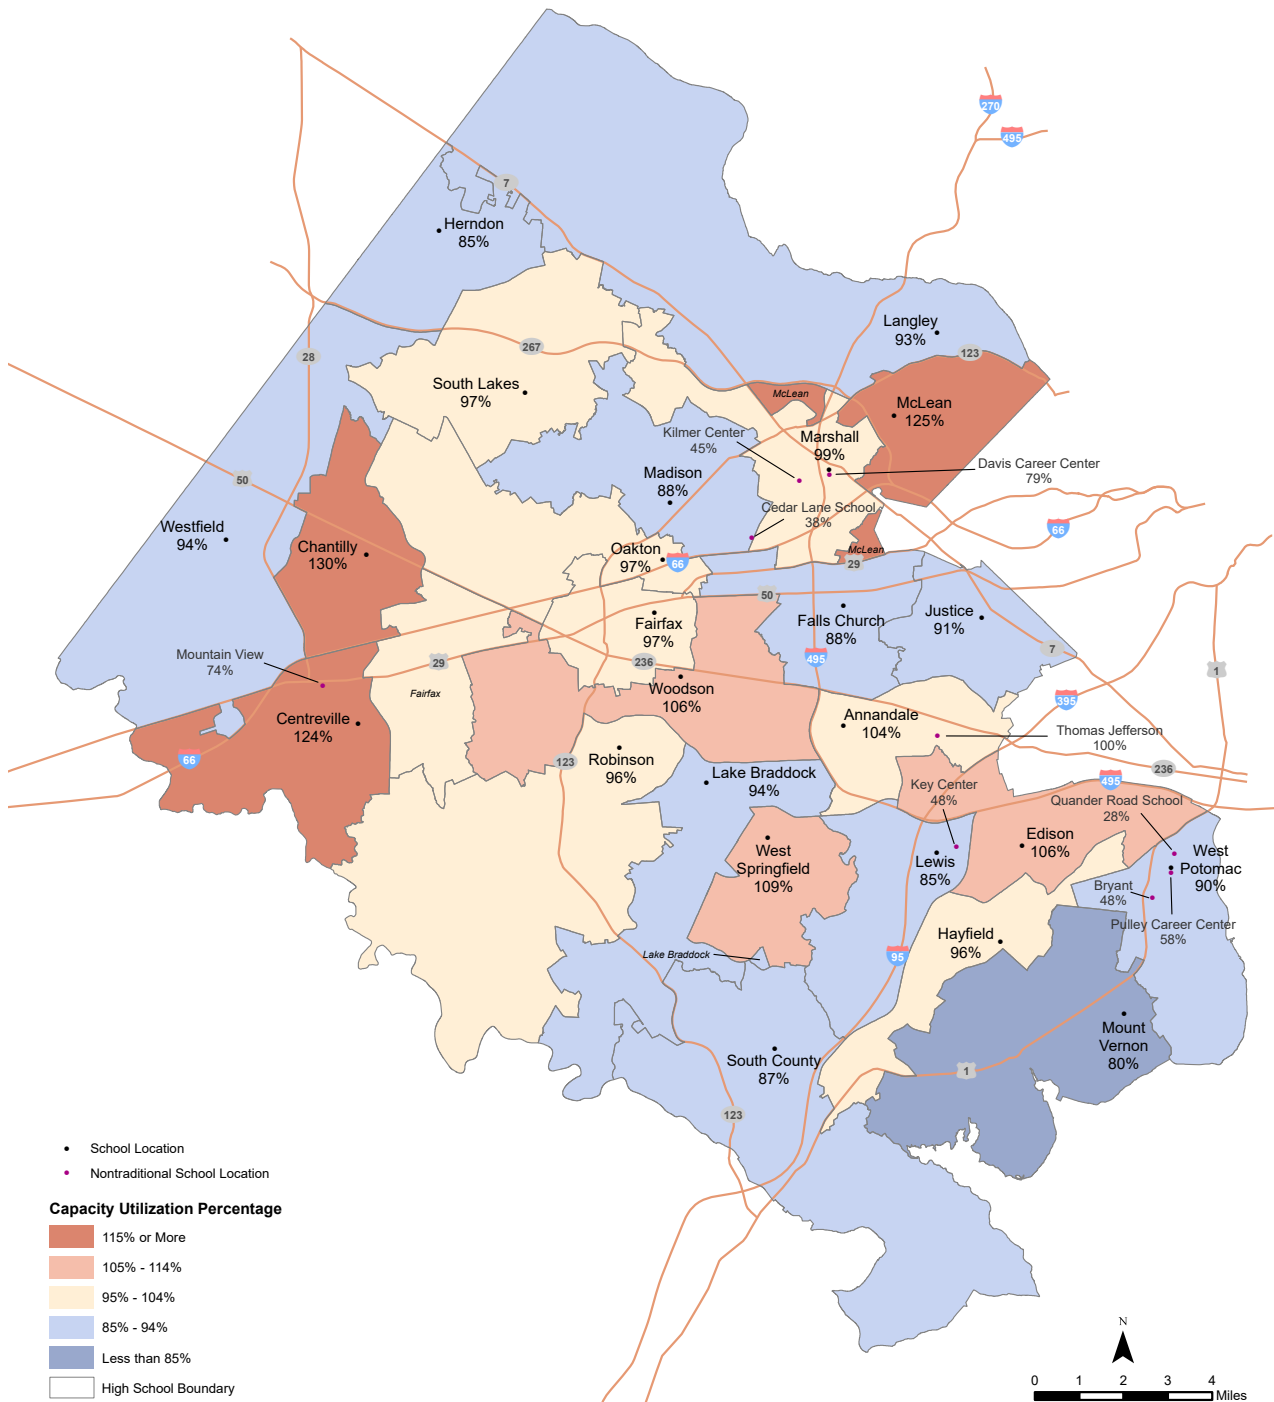 270
495
7
Herndon
85%
Langley
93%
28
267
123
South Lakes
97%
McLean
McLean
125%
Kilmer Center
45%
Marshall
99%
Davis Career Center
79%
Madison
88%
50
Cedar Lane School
38%
66
Westfield
94%
Chantilly
130%
Oakton
97%
66
McLean
29
50
Falls Church
88%
Justice
91%
Fairfax
97%
7
Mountain View
74%
29
236
495
1
Fairfax
Woodson
106%
395
Centreville
124%
Annandale
104%
Thomas Jefferson
100%
66
123
Robinson
96%
Lake Braddock
94%
236
495
Key Center
48%
Quander Road School
28%
West
Springfield
109%
Edison
106%
Lewis
85%
West
Potomac
90%
Bryant
48%
Pulley Career Center
58%
Hayfield
96%
Lake Braddock
95
Mount
Vernon
80%
South County
87%
1
123
School Location
Nontraditional School Location
Capacity Utilization Percentage
115% or More
105% - 114%
95% - 104%
85% - 94%
Less than 85%
High School Boundary
N
0 1 2 3 4
Miles